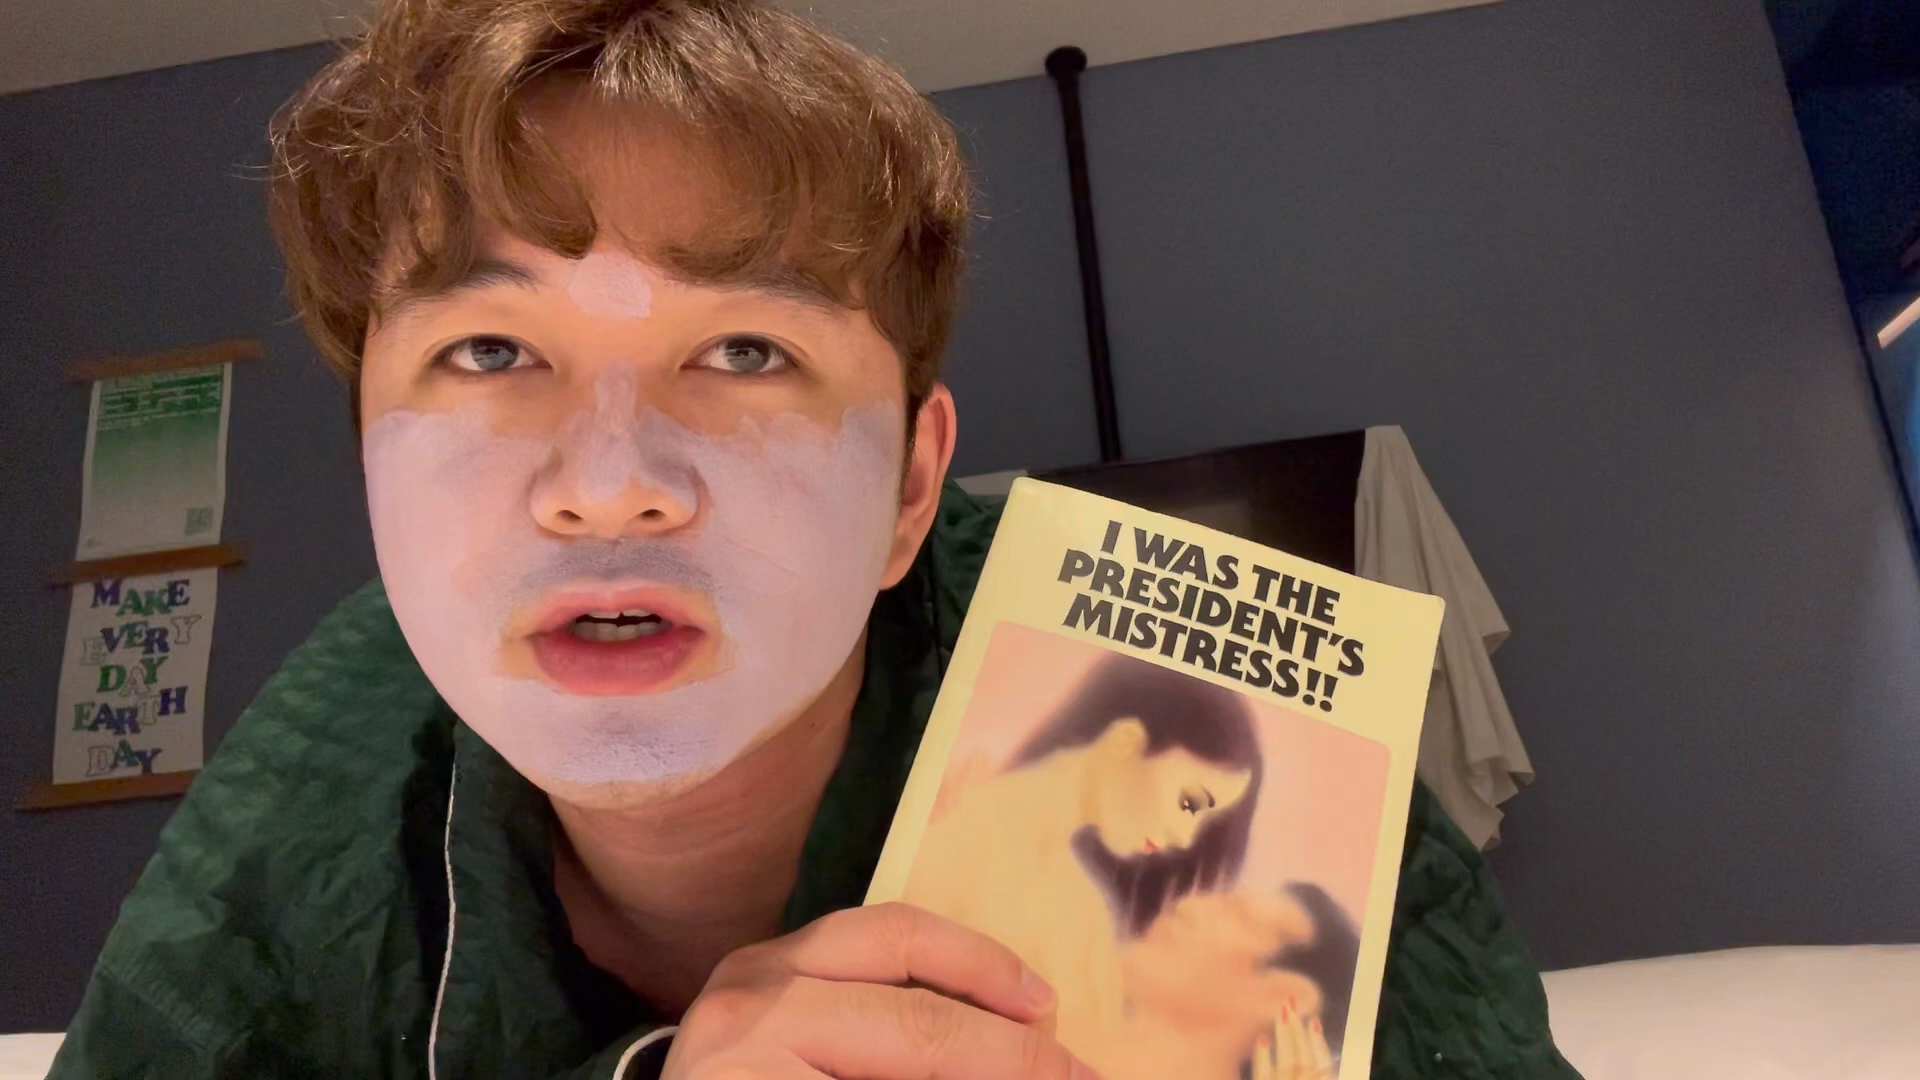 MAKE
EVERY
DAY
EARTH
DAY
I WAS THE
PRESIDENT'S
MISTRESS!!